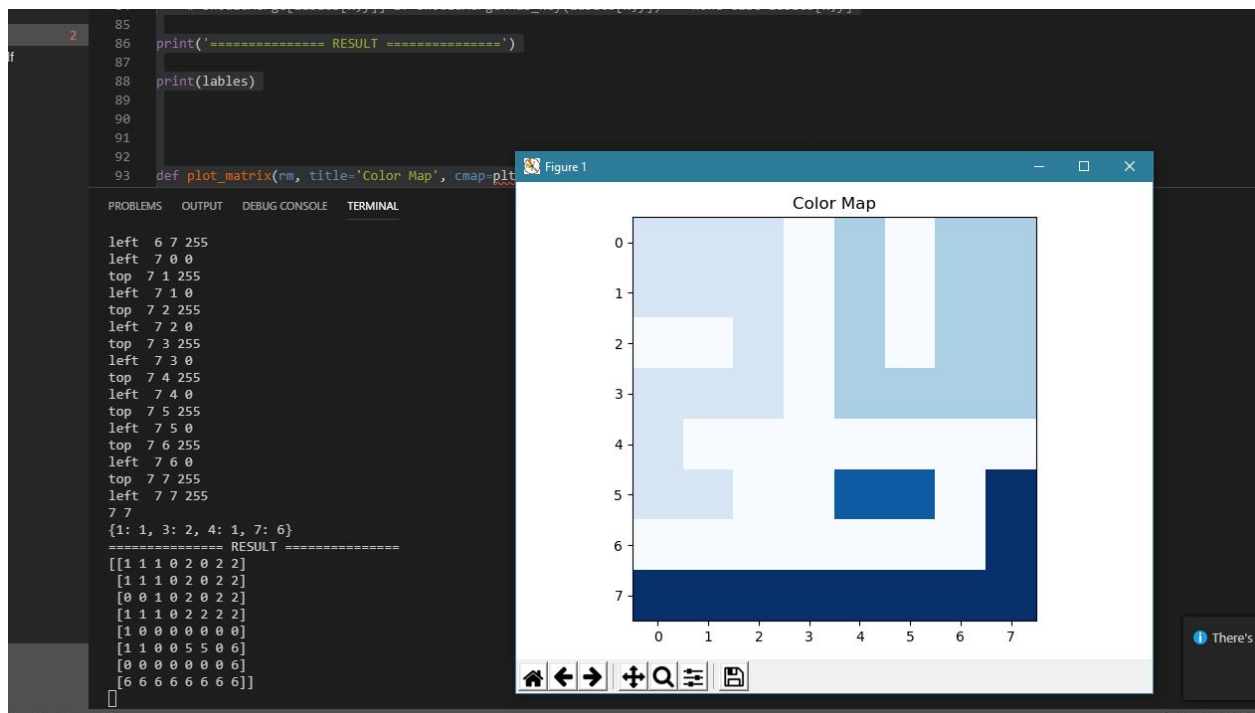 2
lf
85
86 print('=============== RESULT ===============')
87
88 print(lables)
89
90
91
92
93 def plot_matrix(rm, title='Color Map', cmap=plt
PROBLEMS OUTPUT DEBUG CONSOLE TERMINAL
left 6 7 255
left 7 0 0
top 7 1 255
left 7 1 0
top 7 2 255
left 7 2 0
top 7 3 255
left 7 3 0
top 7 4 255
left 7 4 0
top 7 5 255
left 7 5 0
top 7 6 255
left 7 6 0
top 7 7 255
left 7 7 255
7 7
{1: 1, 3: 2, 4: 1, 7: 6}
=============== RESULT ===============
[[1 1 1 0 2 0 2 2]
[1 1 1 0 2 0 2 2]
[0 0 1 0 2 0 2 2]
[1 1 1 0 2 2 2 2]
[1 0 0 0 0 0 0 0]
[1 1 0 0 5 5 0 6]
[0 0 0 0 0 0 0 6]
[6 6 6 6 6 6 6 6]]
Figure 1
Color Map
0
1
2
3
4
5
6
7
0 1 2 3 4 5 6 7
There's